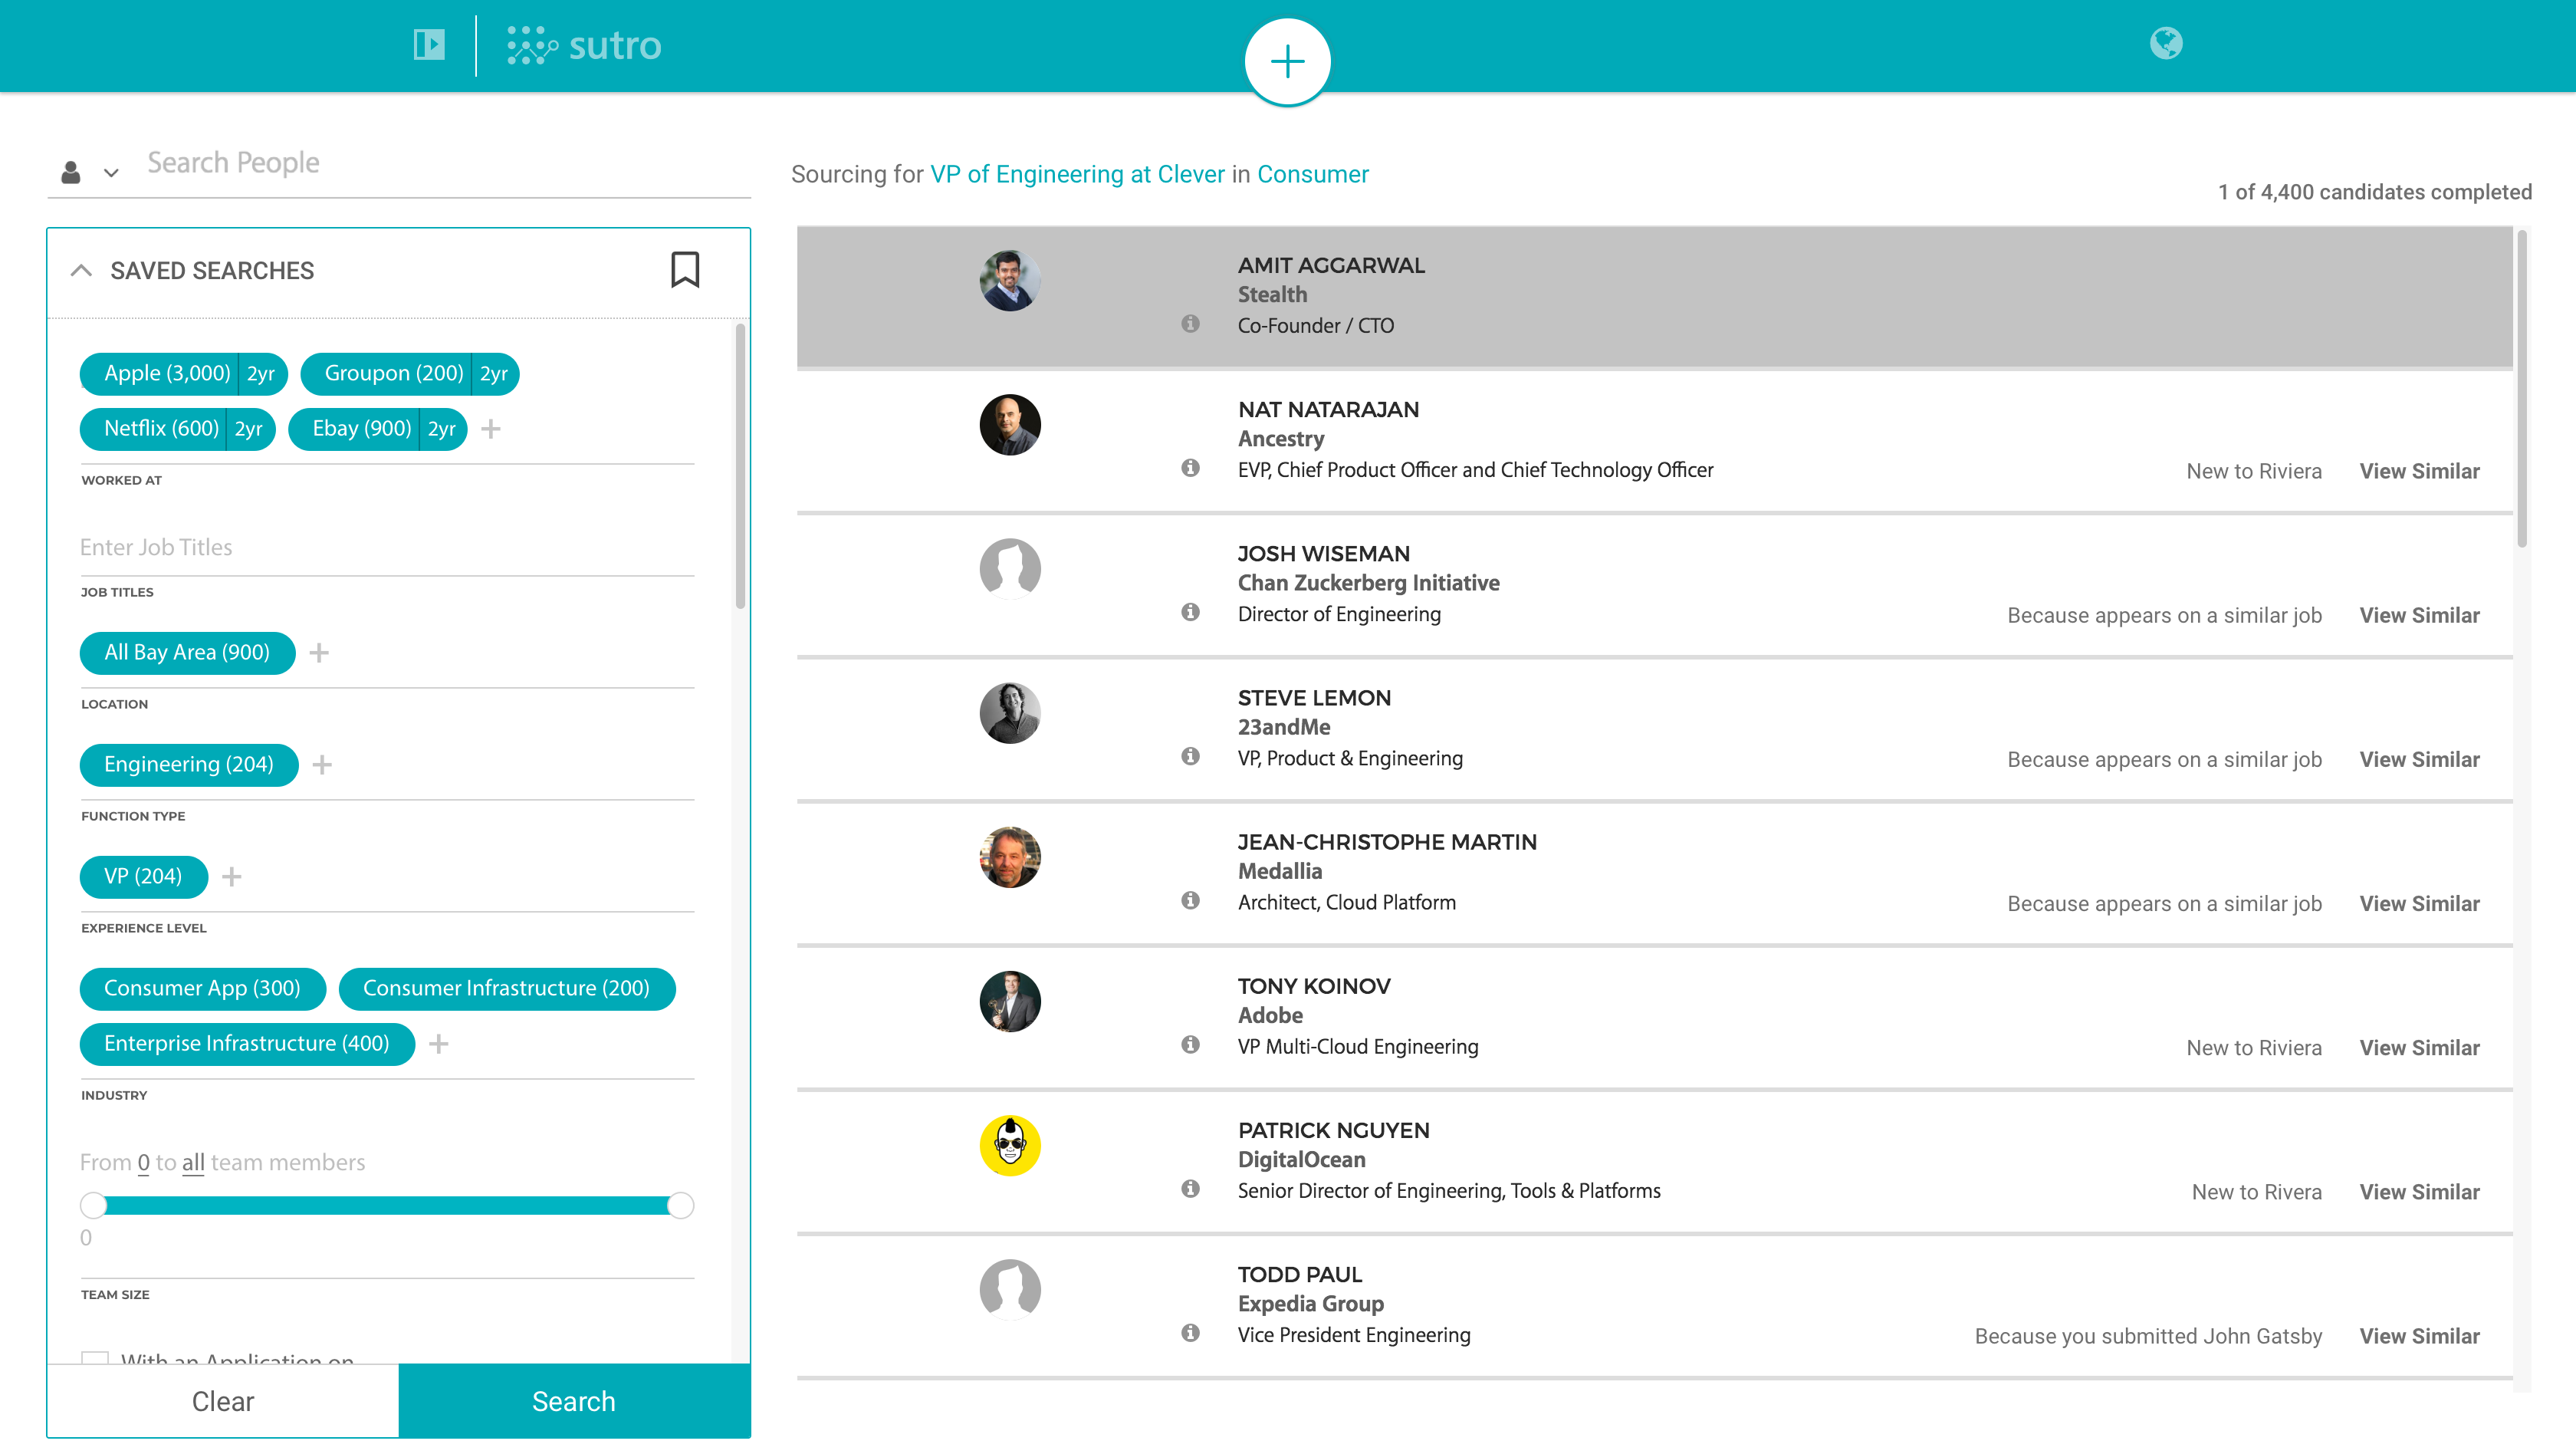 sutro
Search People
SAVED SEARCHES
Apple (3,000) 2yr Groupon (200) 2yr
Netflix (600) 2yr Ebay (900) 2yr +
WORKED AT
Enter Job Titles
JOB TITLES
All Bay Area (900) +
LOCATION
Engineering (204) +
FUNCTION TYPE
VP (204) +
EXPERIENCE LEVEL
Consumer App (300) Consumer Infrastructure (200)
Enterprise Infrastructure (400) +
INDUSTRY
From 0 to all team members
0
TEAM SIZE
With an Application on
Clear Search
Sourcing for VP of Engineering at Clever in Consumer
1 of 4,400 candidates completed
AMIT AGGARWAL
Stealth
Co-Founder / CTO
NAT NATARAJAN
Ancestry
EVP, Chief Product Officer and Chief Technology Officer New to Riviera View Similar
JOSH WISEMAN
Chan Zuckerberg Initiative
Director of Engineering Because appears on a similar job View Similar
STEVE LEMON
23andMe
VP, Product & Engineering Because appears on a similar job View Similar
JEAN-CHRISTOPHE MARTIN
Medallia
Architect, Cloud Platform Because appears on a similar job View Similar
TONY KOINOV
Adobe
VP Multi-Cloud Engineering New to Riviera View Similar
PATRICK NGUYEN
DigitalOcean
Senior Director of Engineering, Tools & Platforms New to Rivera View Similar
TODD PAUL
Expedia Group
Vice President Engineering Because you submitted John Gatsby View Similar